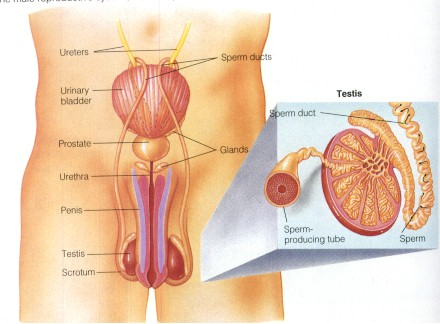 Ureters
Sperm ducts
Urinary
bladder
Prostate
Glands
Urethra
Penis
Testis
Scrotum
Testis
Sperm duct
Sperm-
producing tube
Sperm